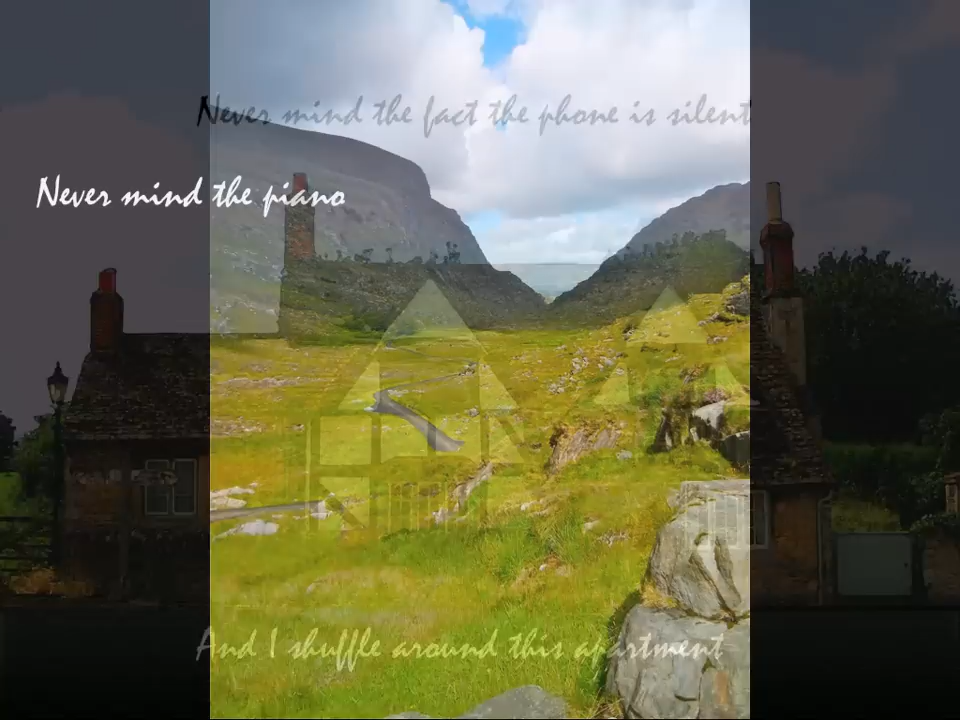 Never mind the fact the phone is silent
Never mind the piano
And I shuffle around this apartment